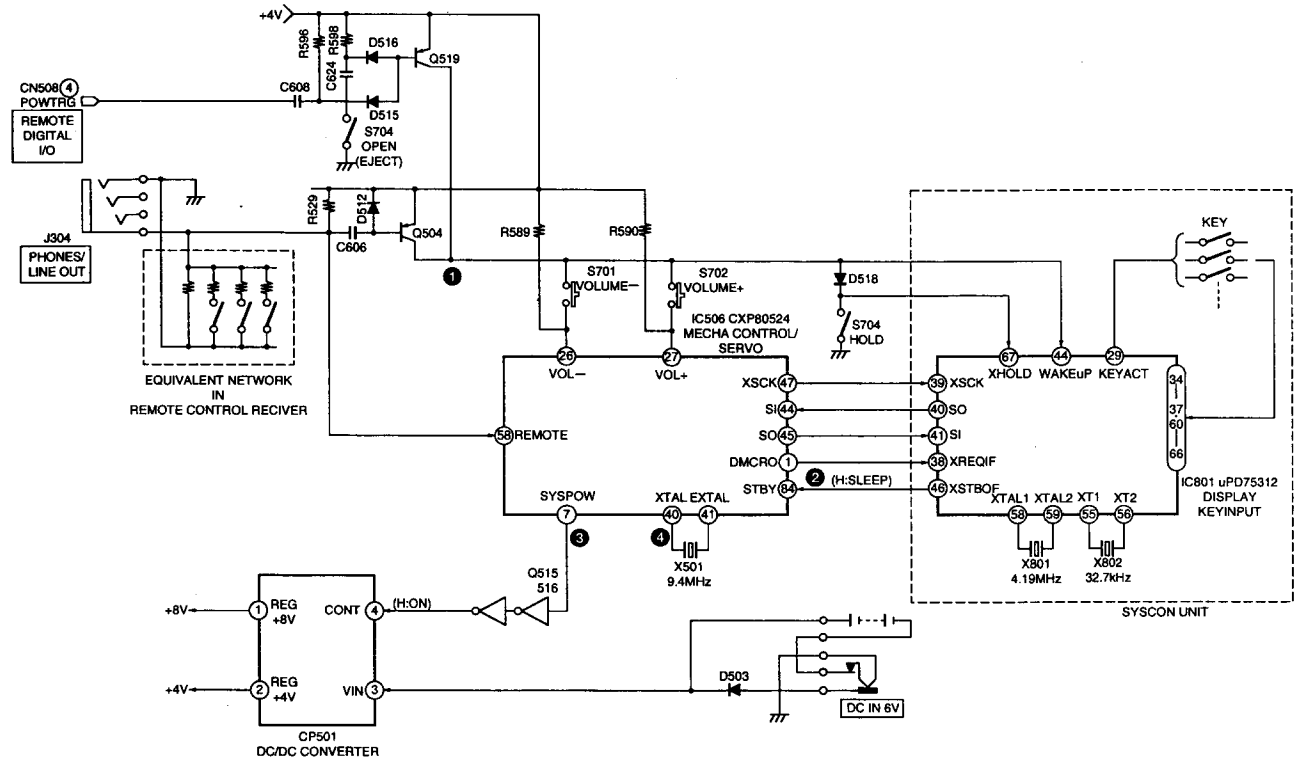 +4V
R596
R598
D516
Q519
C624
CN508 4
POWTRG
C608
D515
REMOTE
DIGITAL
I/O
S704
OPEN
(EJECT)
R529
D512
Q504
C606
R589
R590
J304
PHONES/
LINE OUT
1
S701
VOLUME−
S702
VOLUME+
D518
S704
HOLD
KEY
EQUIVALENT NETWORK
IN
REMOTE CONTROL RECIVER
IC506 CXP80524
MECHA CONTROL/
SERVO
26
VOL−
27
VOL+
67
XHOLD
44
WAKEuP
29
KEYACT
XSCK 47
39 XSCK
SI 44
40 SO
58 REMOTE
SO 45
41 SI
DMCRO 1
38 XREQIF
STBY 84
2 (H:SLEEP)
46 XSTBOF
34
37
60
66
IC801 uPD75312
DISPLAY
KEYINPUT
SYSPOW
7
XTAL
40
EXTAL
41
3
4
X501
9.4MHz
XTAL1
58
XTAL2
59
XT1
55
XT2
56
X801
4.19MHz
X802
32.7kHz
SYSCON UNIT
Q515
516
+8V
1 REG
+8V
CONT 4
(H:ON)
+4V
2 REG
+4V
VIN 3
D503
DC IN 6V
CP501
DC/DC CONVERTER